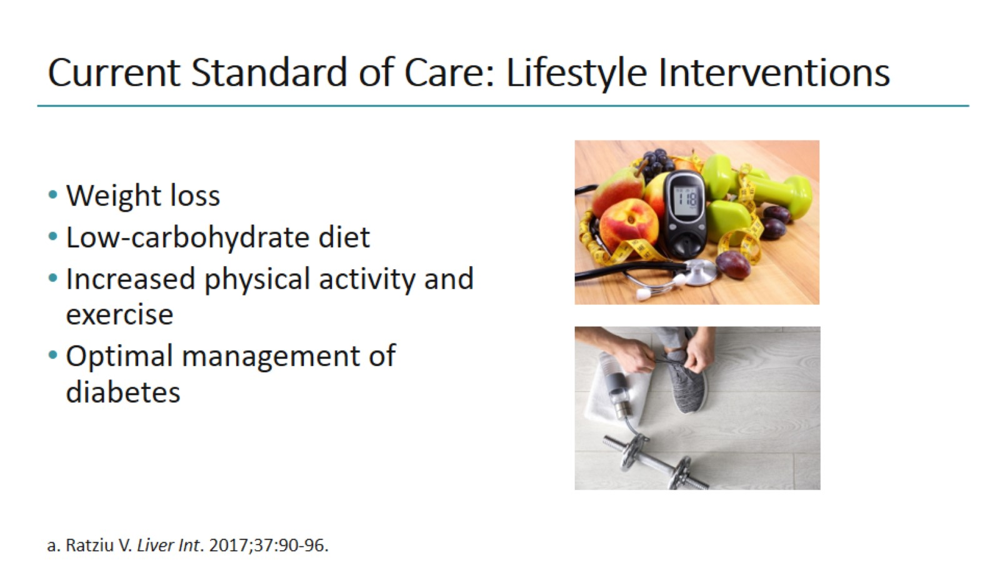 Current Standard of Care: Lifestyle Interventions
• Weight loss
• Low-carbohydrate diet
• Increased physical activity and
exercise
• Optimal management of
diabetes
118
a. Ratziu V. Liver Int. 2017;37:90-96.